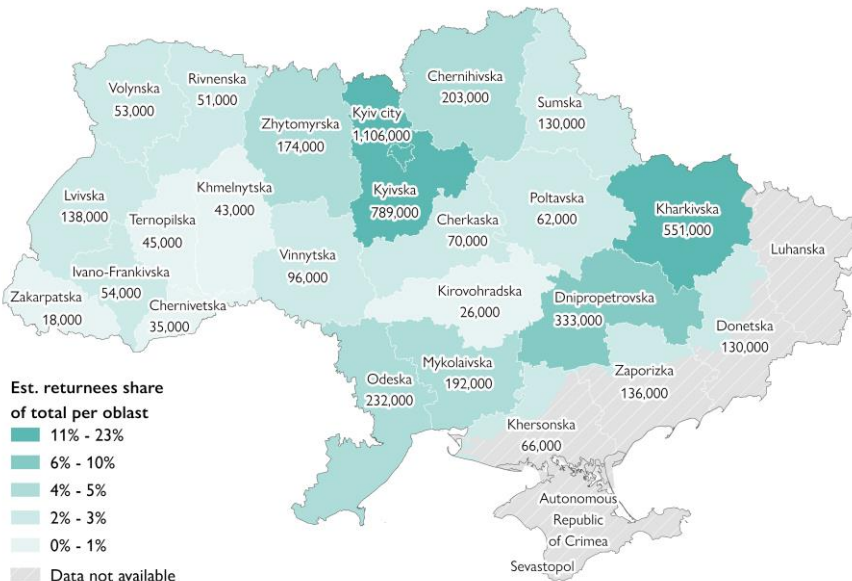 Volynska
53,000
Rivnenska
51,000
Zhytomyrska
174,000
Kyiv city
1,106,000
Chernihivska
203,000
Sumska
130,000
Kyivska
789,000
Lvivska
138,000
Ternopilska
45,000
Khmelnytska
43,000
Vinnytska
96,000
Cherkaska
70,000
Poltavska
62,000
Kharkivska
551,000
Luhanska
Ivano-Frankivska
54,000
Zakarpatska
18,000
Chernivetska
35,000
Kirovohradska
26,000
Dnipropetrovska
333,000
Donetska
130,000
Odeska
232,000
Mykolaivska
192,000
Zaporizka
136,000
Khersonska
66,000
Autonomous
Republic
of Crimea
Sevastopol
Est. returnees share
of total per oblast
11% - 23%
6% - 10%
4% - 5%
2% - 3%
0% - 1%
Data not available